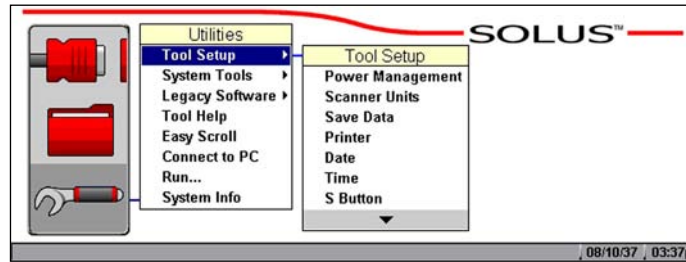 SOLUS™
Utilities
Tool Setup
System Tools
Legacy Software
Tool Help
Easy Scroll
Connect to PC
Run...
System Info
Tool Setup
Power Management
Scanner Units
Save Data
Printer
Date
Time
S Button
08/10/37 03:37